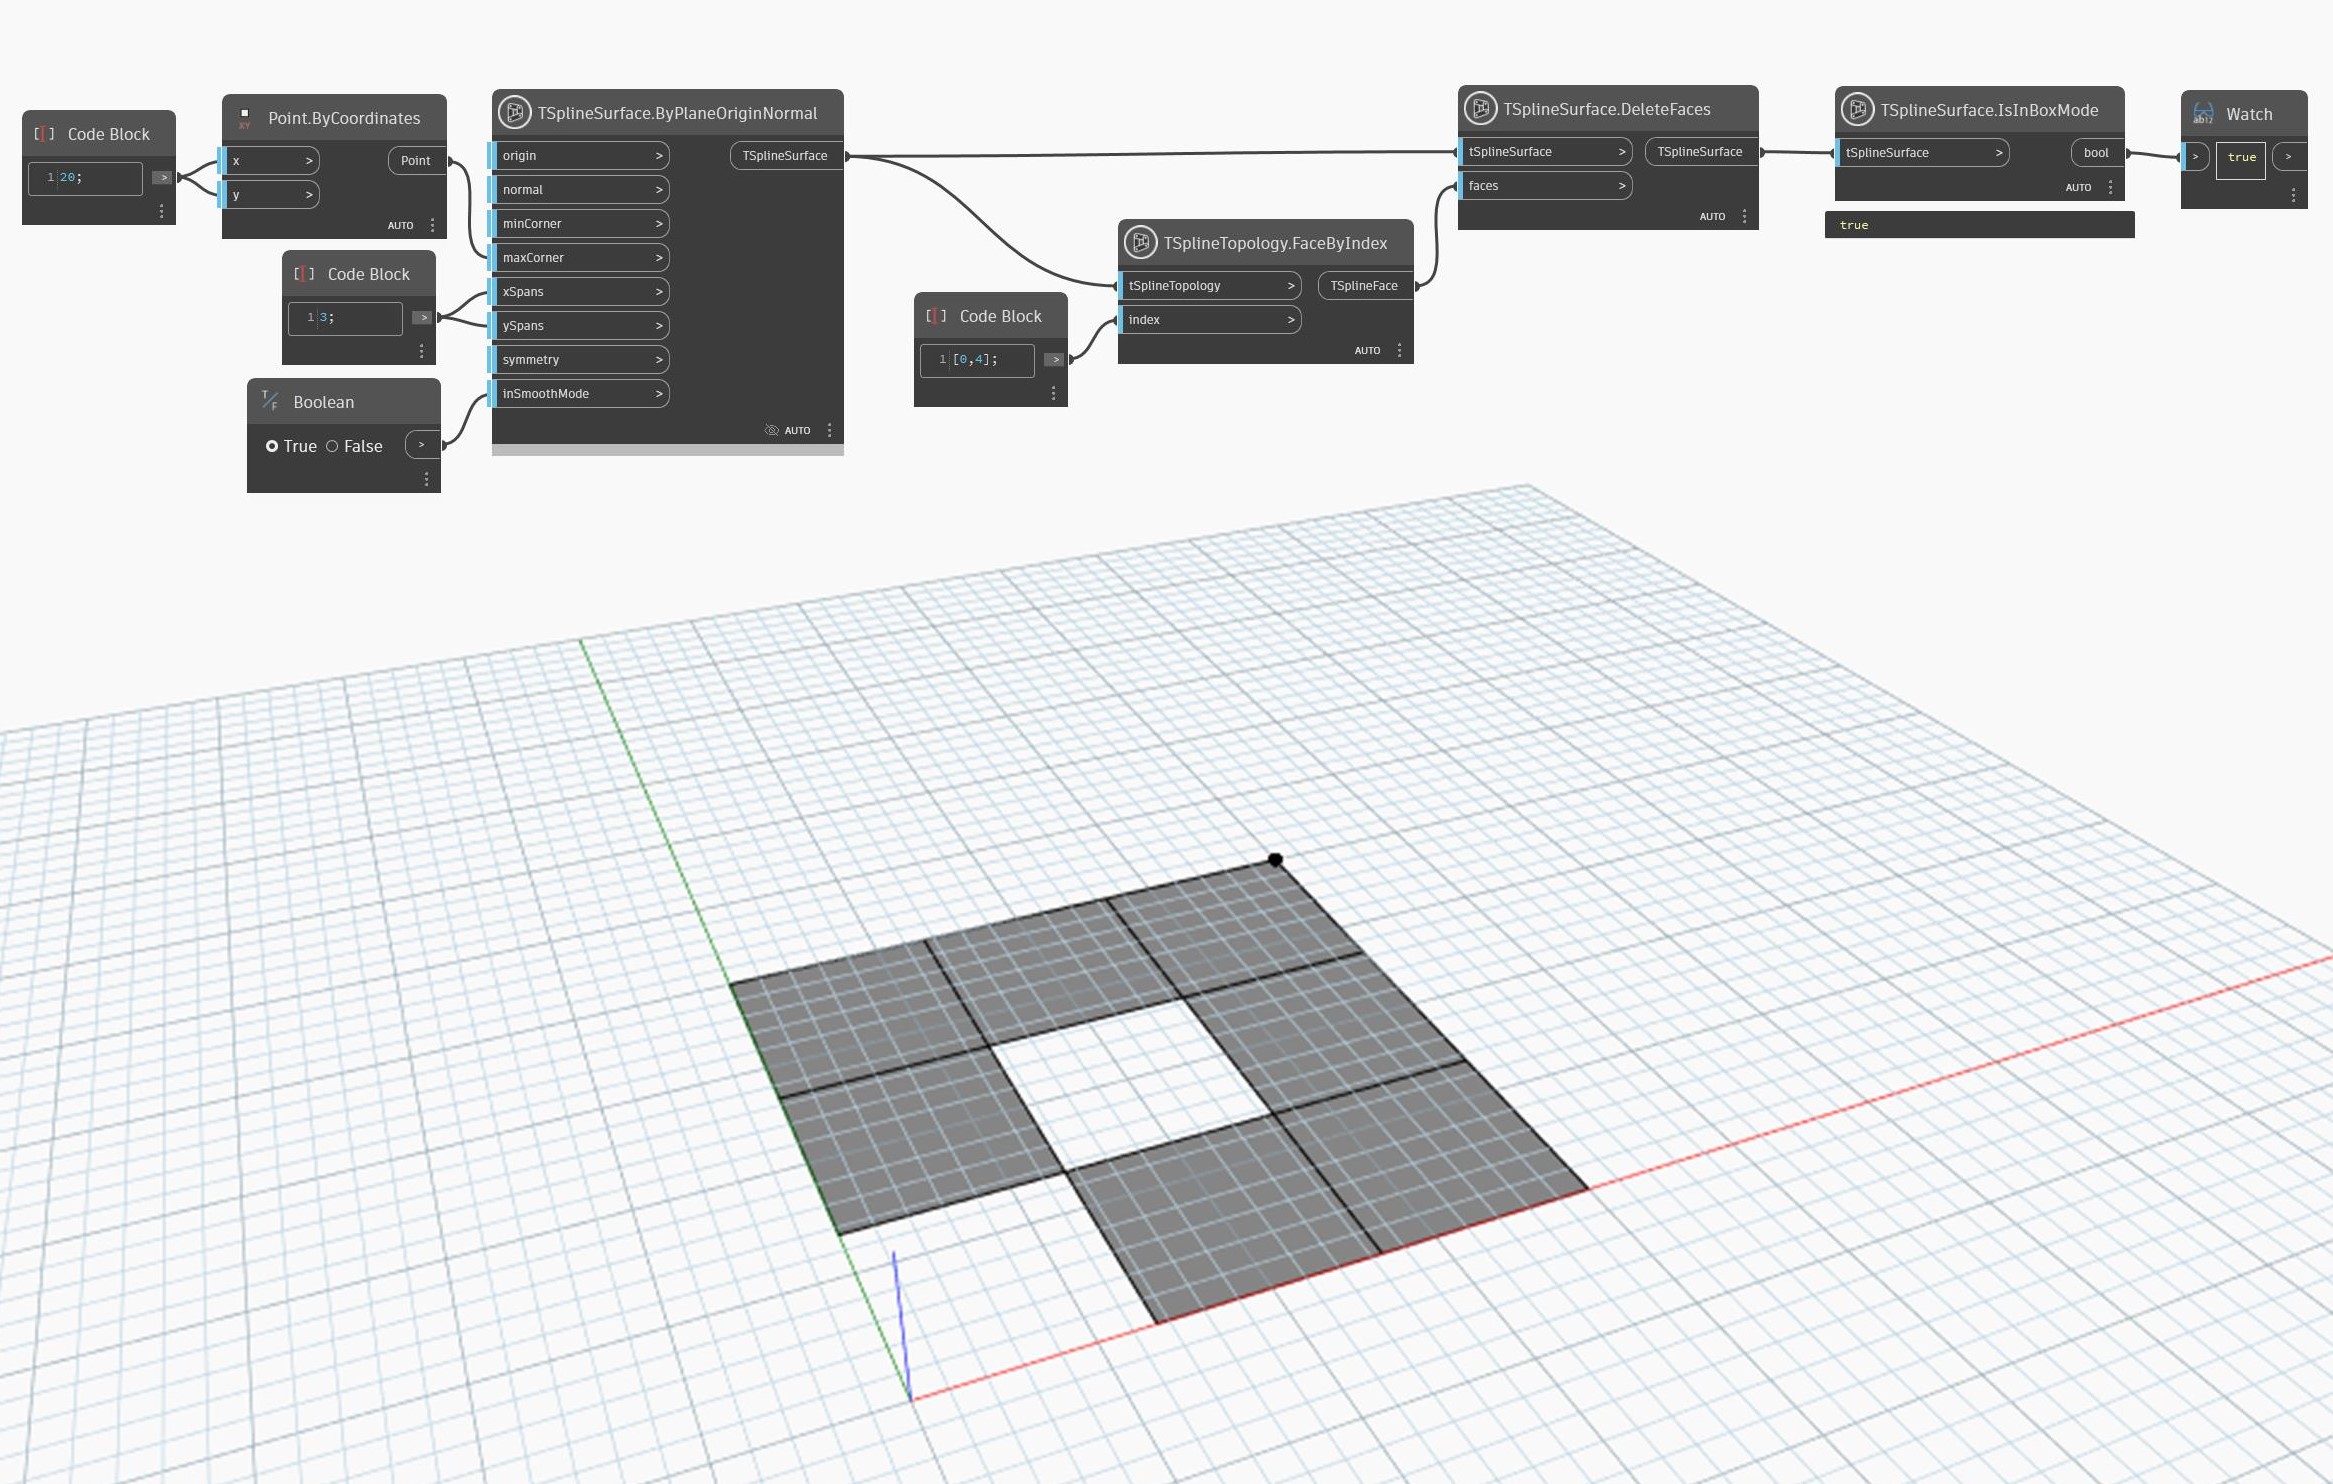 Code Block
1 20;
>
Point.ByCoordinates
XY
x >
Point
y >
AUTO
Code Block
1 3;
>
Boolean
T/F
True False
>
TSplineSurface.ByPlaneOriginNormal
origin >
TSplineSurface
normal >
minCorner >
maxCorner >
xSpans >
ySpans >
symmetry >
inSmoothMode >
AUTO
Code Block
1 [0,4];
>
TSplineTopology.FaceByIndex
tSplineTopology >
TSplineFace
index >
AUTO
TSplineSurface.DeleteFaces
tSplineSurface >
TSplineSurface
faces >
AUTO
TSplineSurface.IsInBoxMode
tSplineSurface >
bool
AUTO
true
Watch
ab12
>
true
>